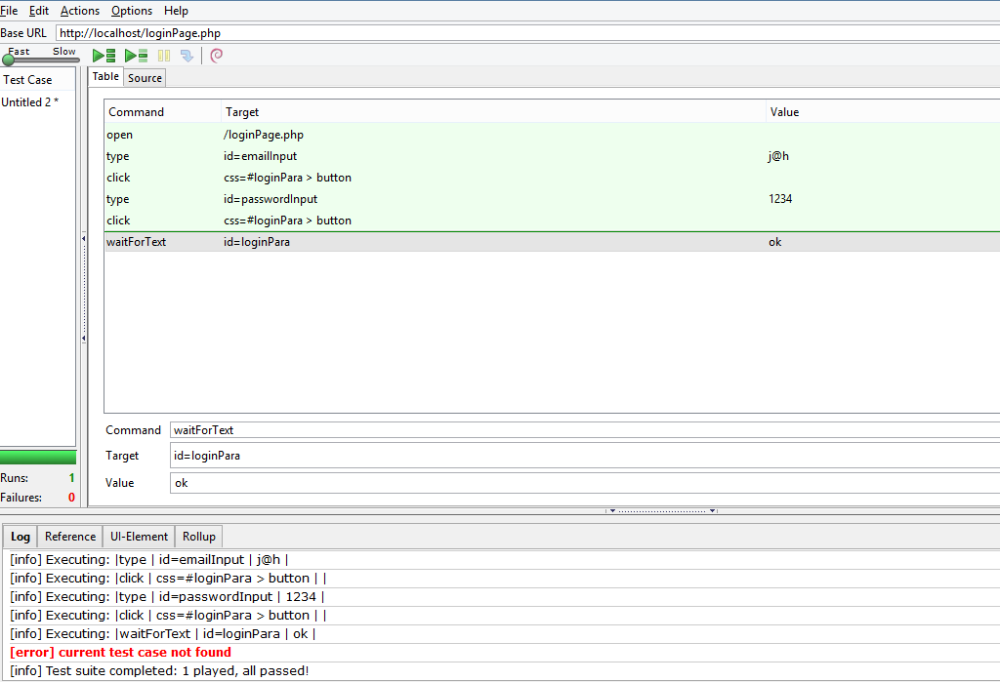 File Edit Actions Options Help
Base URL http://localhost/loginPage.php
Fast Slow
Test Case
Untitled 2 *
Table Source
Command Target Value
open /loginPage.php
type id=emailInput j@h
click css=#loginPara > button
type id=passwordInput 1234
click css=#loginPara > button
waitForText id=loginPara ok
Command waitForText
Target id=loginPara
Value ok
Runs: 1
Failures: 0
Log Reference UI-Element Rollup
[info] Executing: |type | id=emailInput | j@h |
[info] Executing: |click | css=#loginPara > button | |
[info] Executing: |type | id=passwordInput | 1234 |
[info] Executing: |click | css=#loginPara > button | |
[info] Executing: |waitForText | id=loginPara | ok |
[error] current test case not found
[info] Test suite completed: 1 played, all passed!